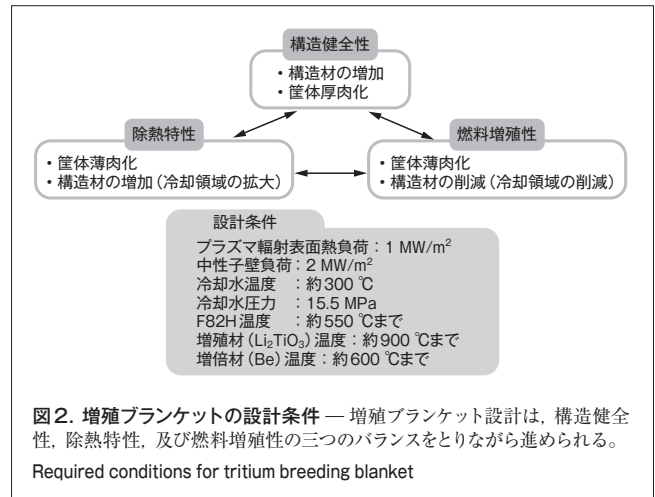 構造健全性
・構造材の増加
・筐体厚肉化
除熱特性
・筐体薄肉化
・構造材の増加（冷却領域の拡大）
燃料増殖性
・筐体薄肉化
・構造材の削減（冷却領域の削減）
設計条件
プラズマ輻射表面熱負荷：1 MW/m²
中性子壁負荷：2 MW/m²
冷却水温度　：約300 ℃
冷却水圧力　：15.5 MPa
F82H温度　：約550 ℃まで
増殖材（Li₂TiO₃）温度：約900 ℃まで
増倍材（Be）温度：約600 ℃まで
図2．増殖ブランケットの設計条件 — 増殖ブランケット設計は，構造健全
性，除熱特性，及び燃料増殖性の三つのバランスをとりながら進められる。
Required conditions for tritium breeding blanket